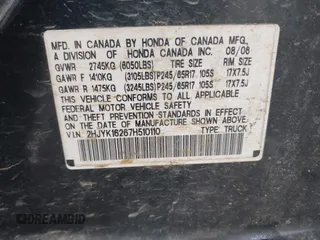 MFD. IN CANADA BY HONDA OF CANADA MFG.,
A DIVISION OF HONDA CANADA INC. 08/06
GVWR 2745KG (6050LBS) TIRE SIZE RIM SIZE
GAWR F 1410KG (3105LBS) P245/65R17 105S 17X7.5J
GAWR R 1475KG (3245LBS) P245/65R17 105S 17X7.5J
THIS VEHICLE CONFORMS TO ALL APPLICABLE
FEDERAL MOTOR VEHICLE SAFETY AND
THEFT PREVENTION STANDARDS IN EFFECT ON
THE DATE OF MANUFACTURE SHOWN ABOVE.
V.I.N. 2HJYK16267H510110 TYPE: TRUCK
DREAMBID